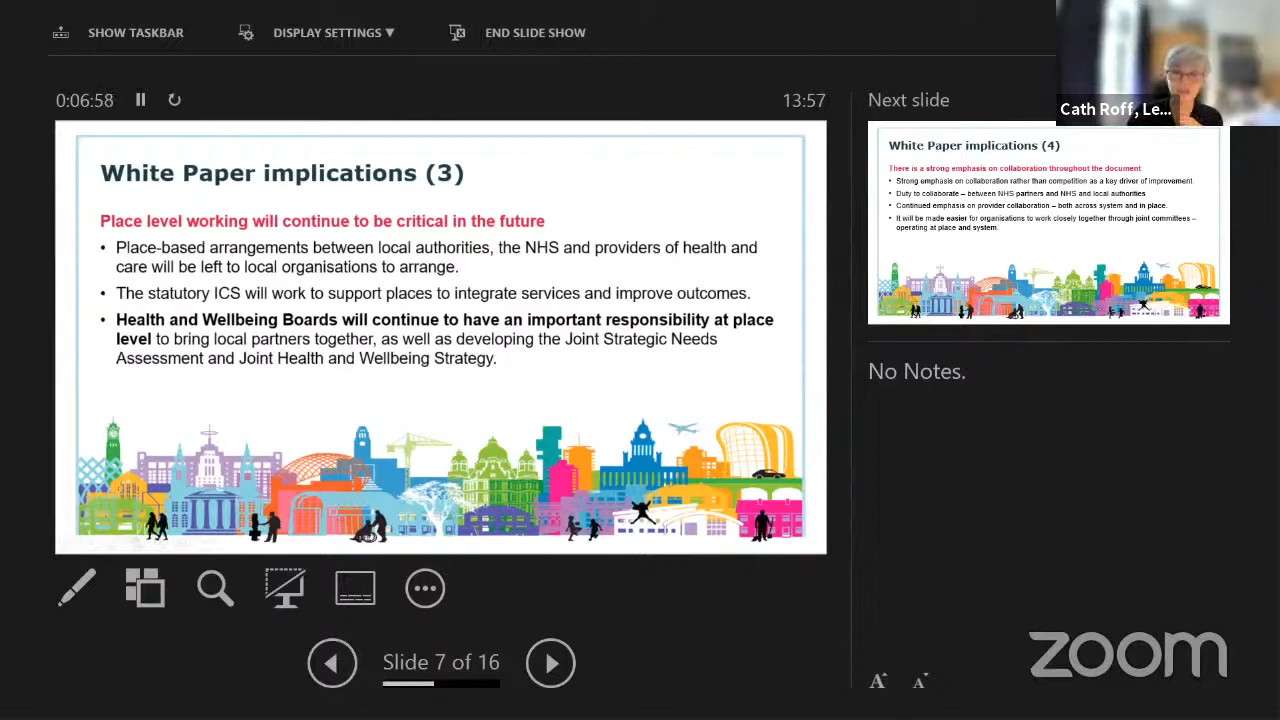 SHOW TASKBAR
DISPLAY SETTINGS ▼
END SLIDE SHOW
0:06:58
13:57
Next slide
Cath Roff, Le...
White Paper implications (3)
Place level working will continue to be critical in the future
• Place-based arrangements between local authorities, the NHS and providers of health and
care will be left to local organisations to arrange.
• The statutory ICS will work to support places to integrate services and improve outcomes.
• Health and Wellbeing Boards will continue to have an important responsibility at place
level to bring local partners together, as well as developing the Joint Strategic Needs
Assessment and Joint Health and Wellbeing Strategy.
White Paper implications (4)
There is a strong emphasis on collaboration throughout the document
• Strong emphasis on collaboration rather than competition as a key driver of improvement.
• Duty to collaborate – between NHS partners and NHS and local authorities
• Continued emphasis on provider collaboration – both across system and in place.
• It will be made easier for organisations to work closely together through joint committees –
operating at place and system.
No Notes.
Slide 7 of 16
A A
zoom